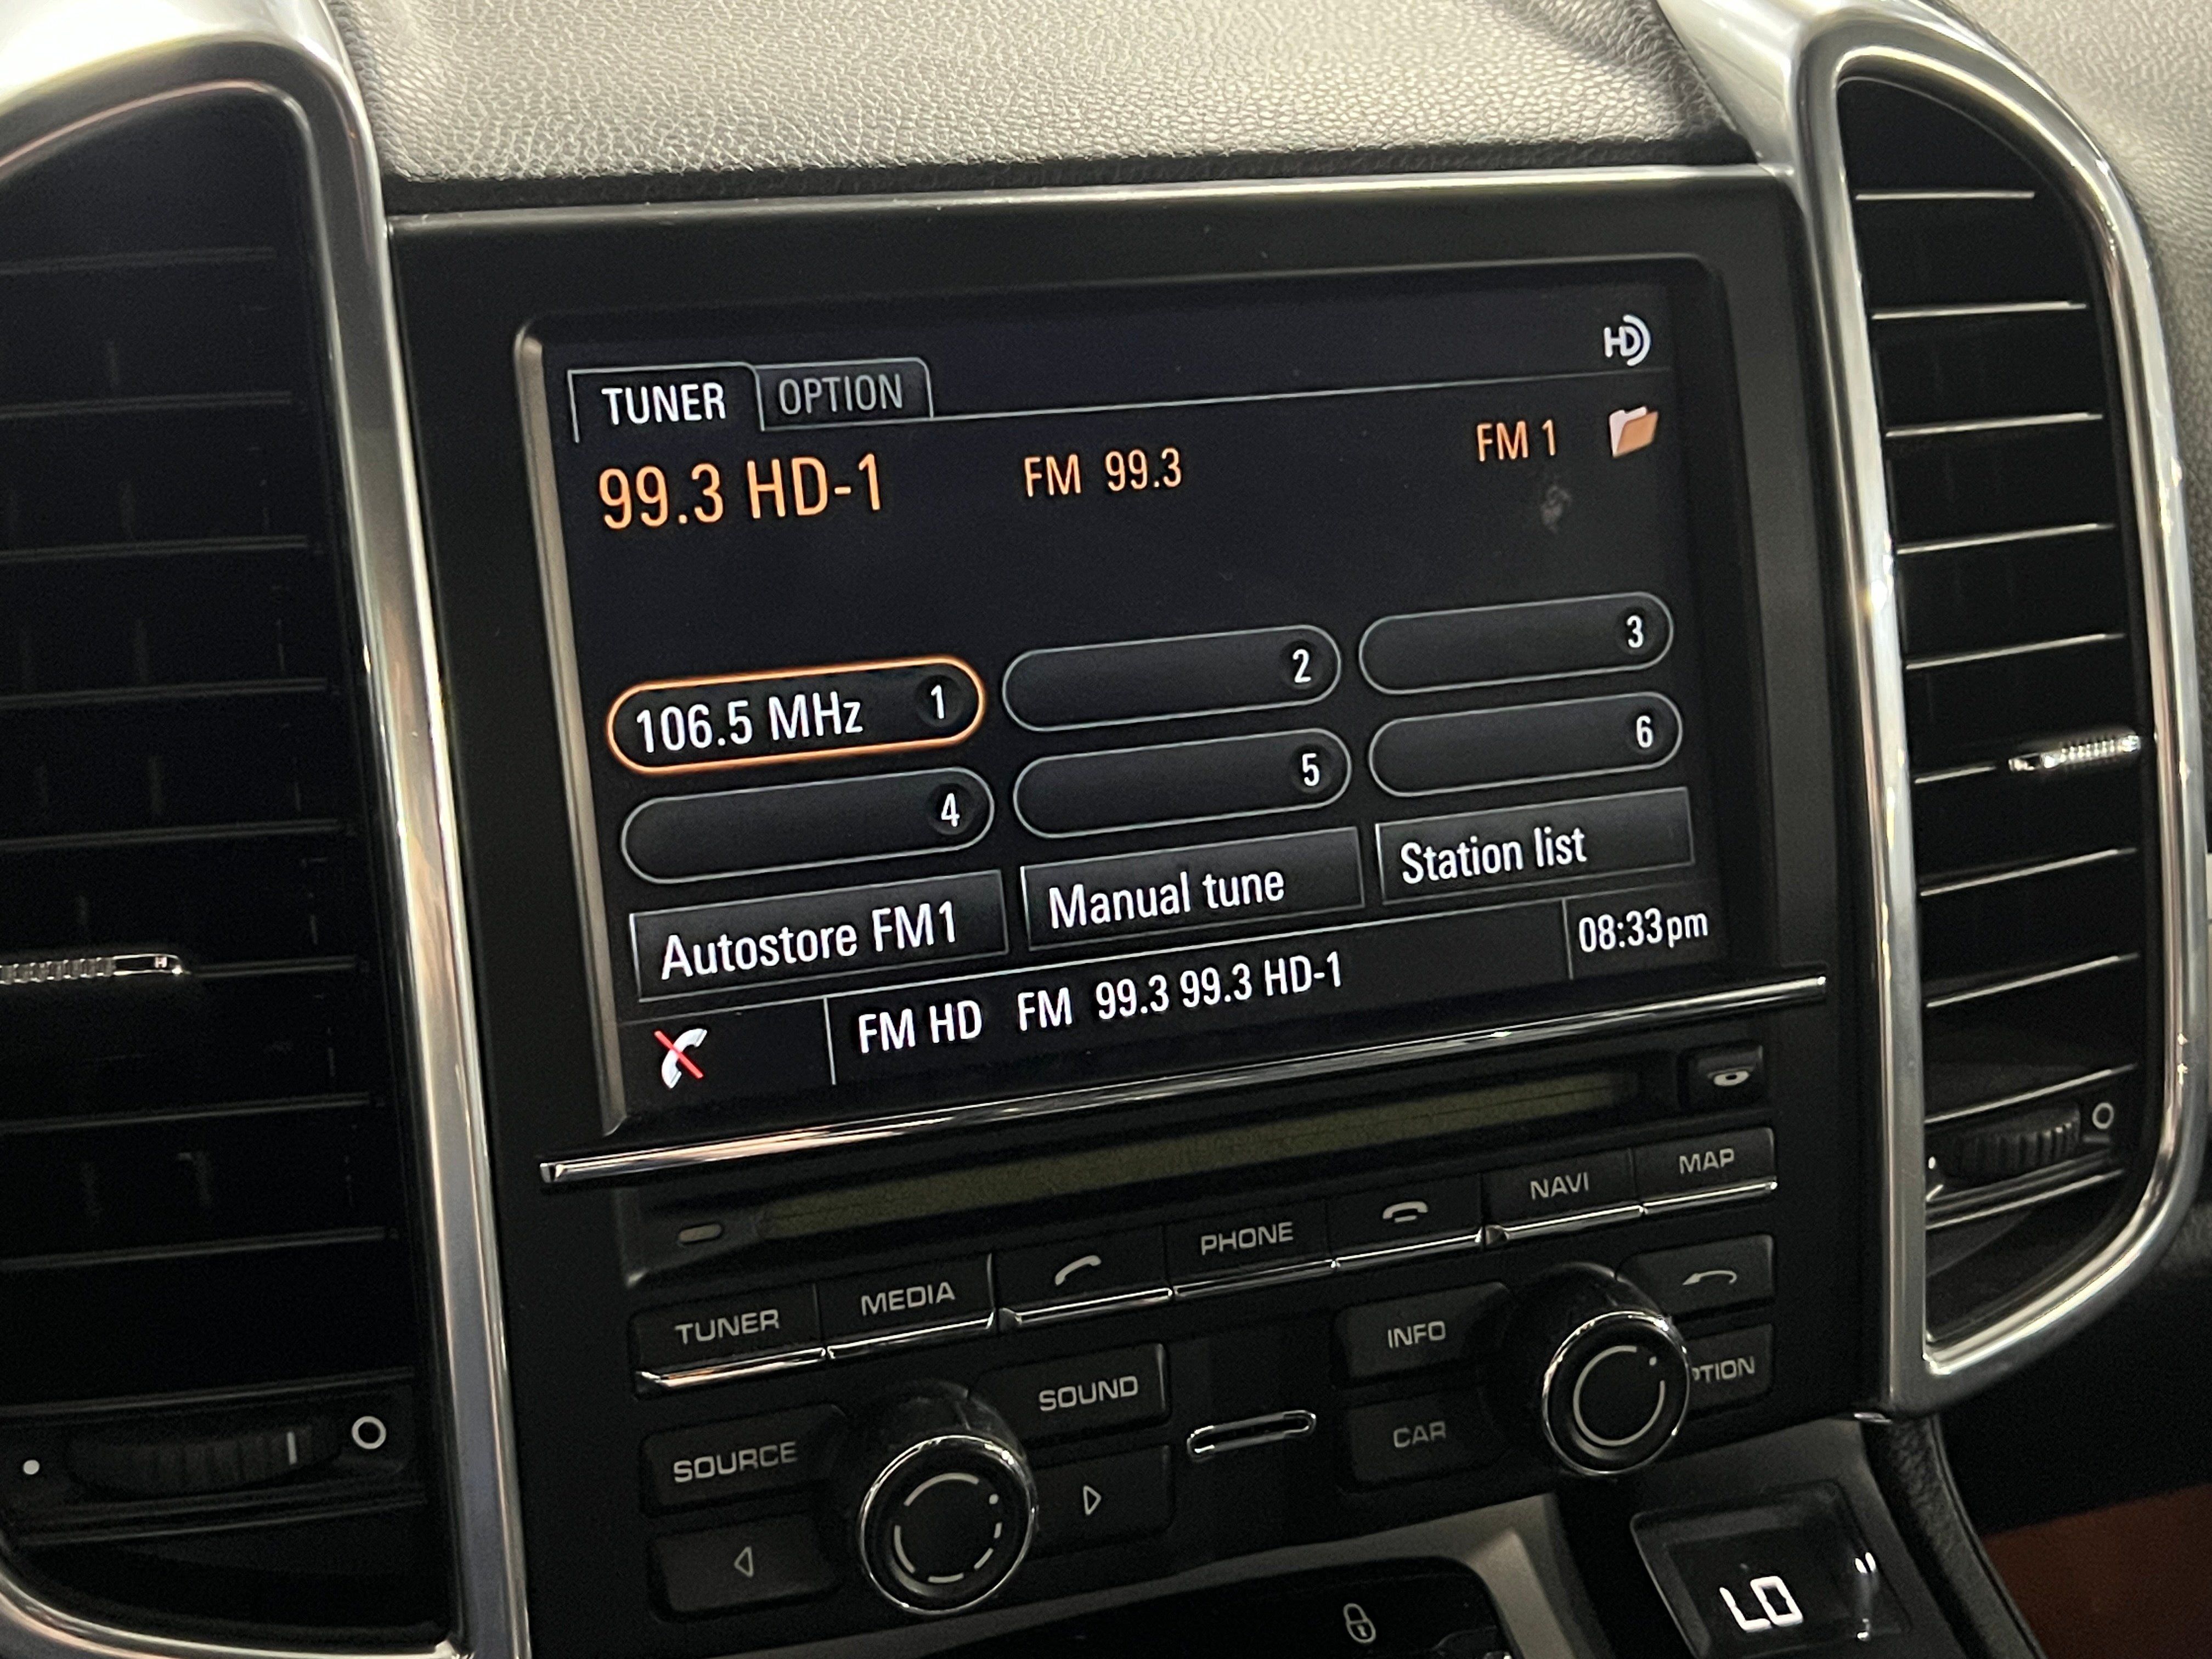 HD
TUNER OPTION
99.3 HD-1 FM 99.3 FM 1
106.5 MHz 1 2 3
4 5 6
Autostore FM1 Manual tune Station list
FM HD FM 99.3 99.3 HD-1 08:33pm
TUNER MEDIA PHONE NAVI MAP
SOURCE SOUND INFO
CAR
LO